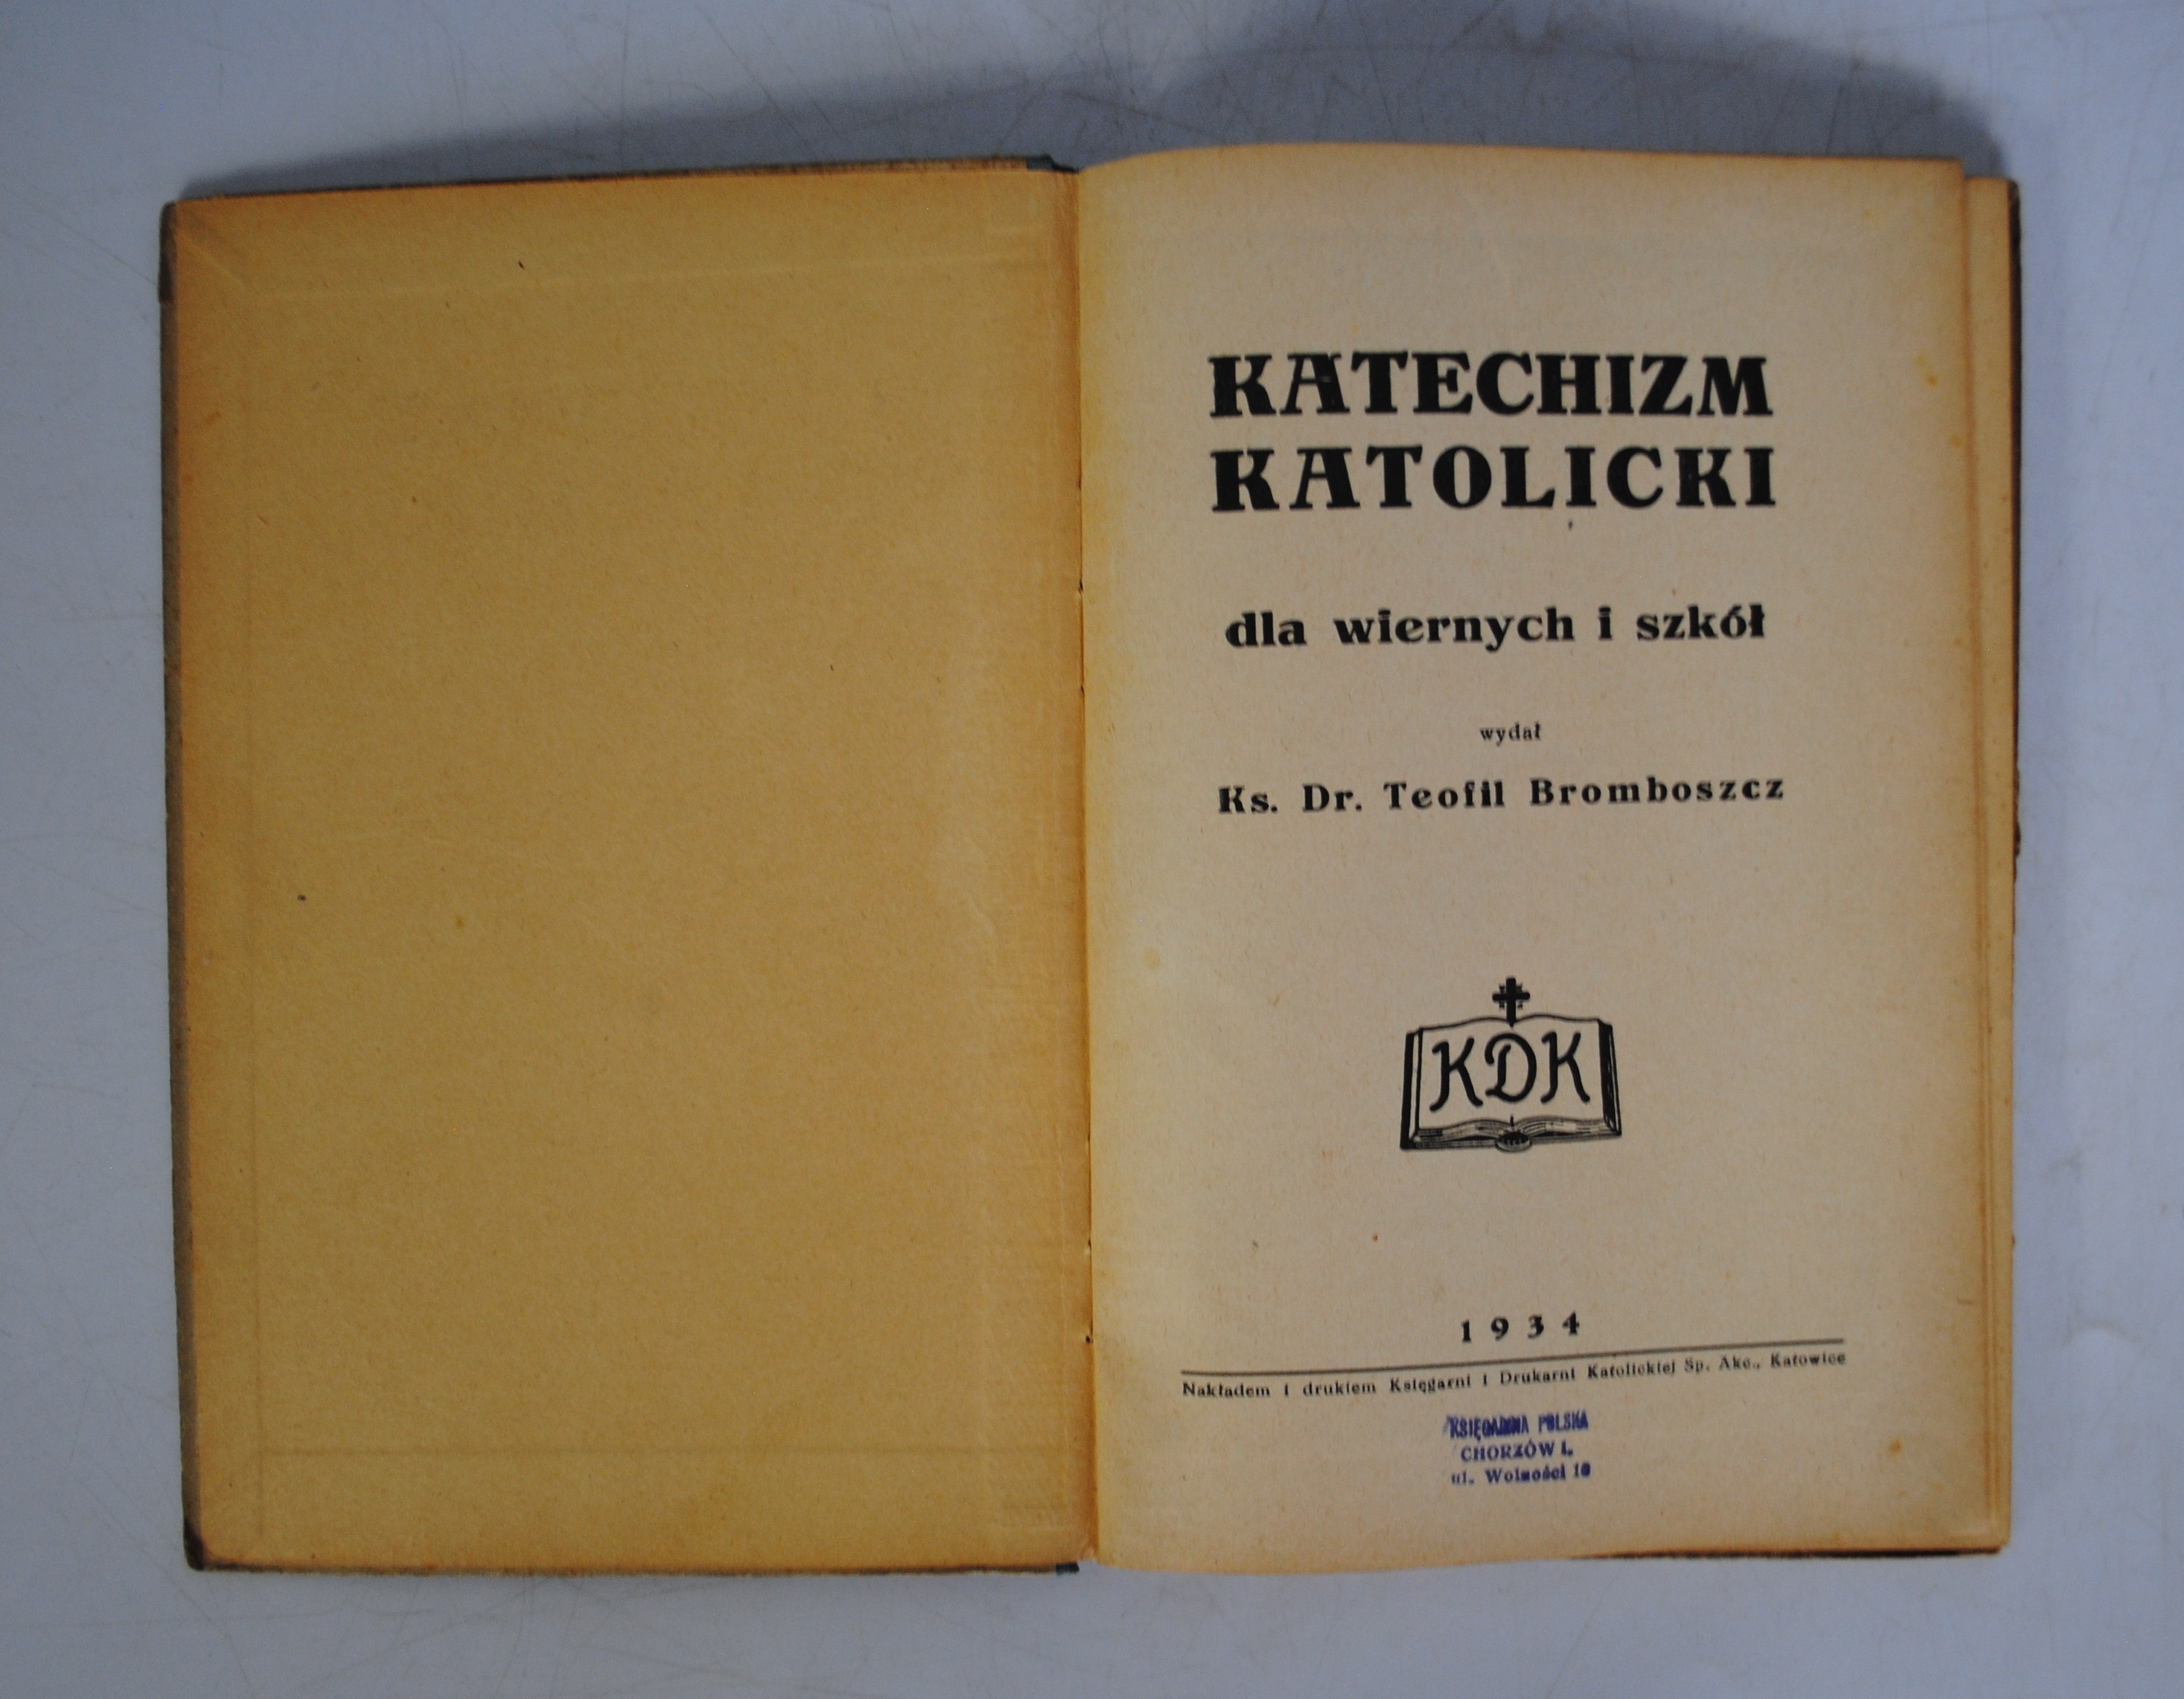 KATECHIZM
KATOLICKI
dla wiernych i szkół
wydał
Ks. Dr. Teofil Bromboszcz
KDK
1934
Nakładem i drukiem Księgarni i Drukarni Katolickiej Sp. Akc., Katowice
KSIĘGARNIA POLSKA
CHORZÓW I.
ul. Wolności 10